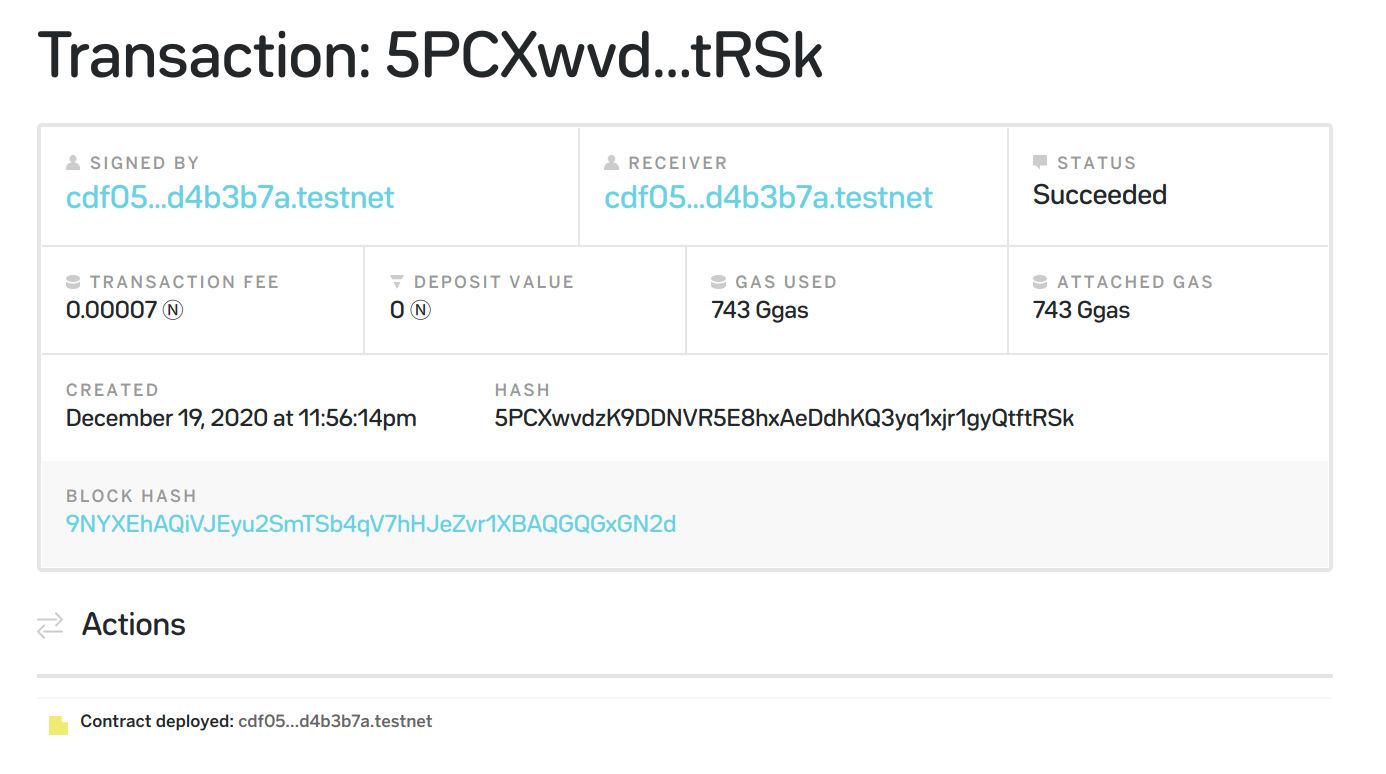 Transaction: 5PCXwvd...tRSk
SIGNED BY
cdf05...d4b3b7a.testnet
RECEIVER
cdf05...d4b3b7a.testnet
STATUS
Succeeded
TRANSACTION FEE
0.00007 Ⓝ
DEPOSIT VALUE
0 Ⓝ
GAS USED
743 Ggas
ATTACHED GAS
743 Ggas
CREATED
December 19, 2020 at 11:56:14pm
HASH
5PCXwvdzK9DDNVR5E8hxAeDdhKQ3yq1xjr1gyQtftRSk
BLOCK HASH
9NYXEhAQiVJEyu2SmTSb4qV7hHJeZvr1XBAQGQGxGN2d
Actions
Contract deployed: cdf05...d4b3b7a.testnet